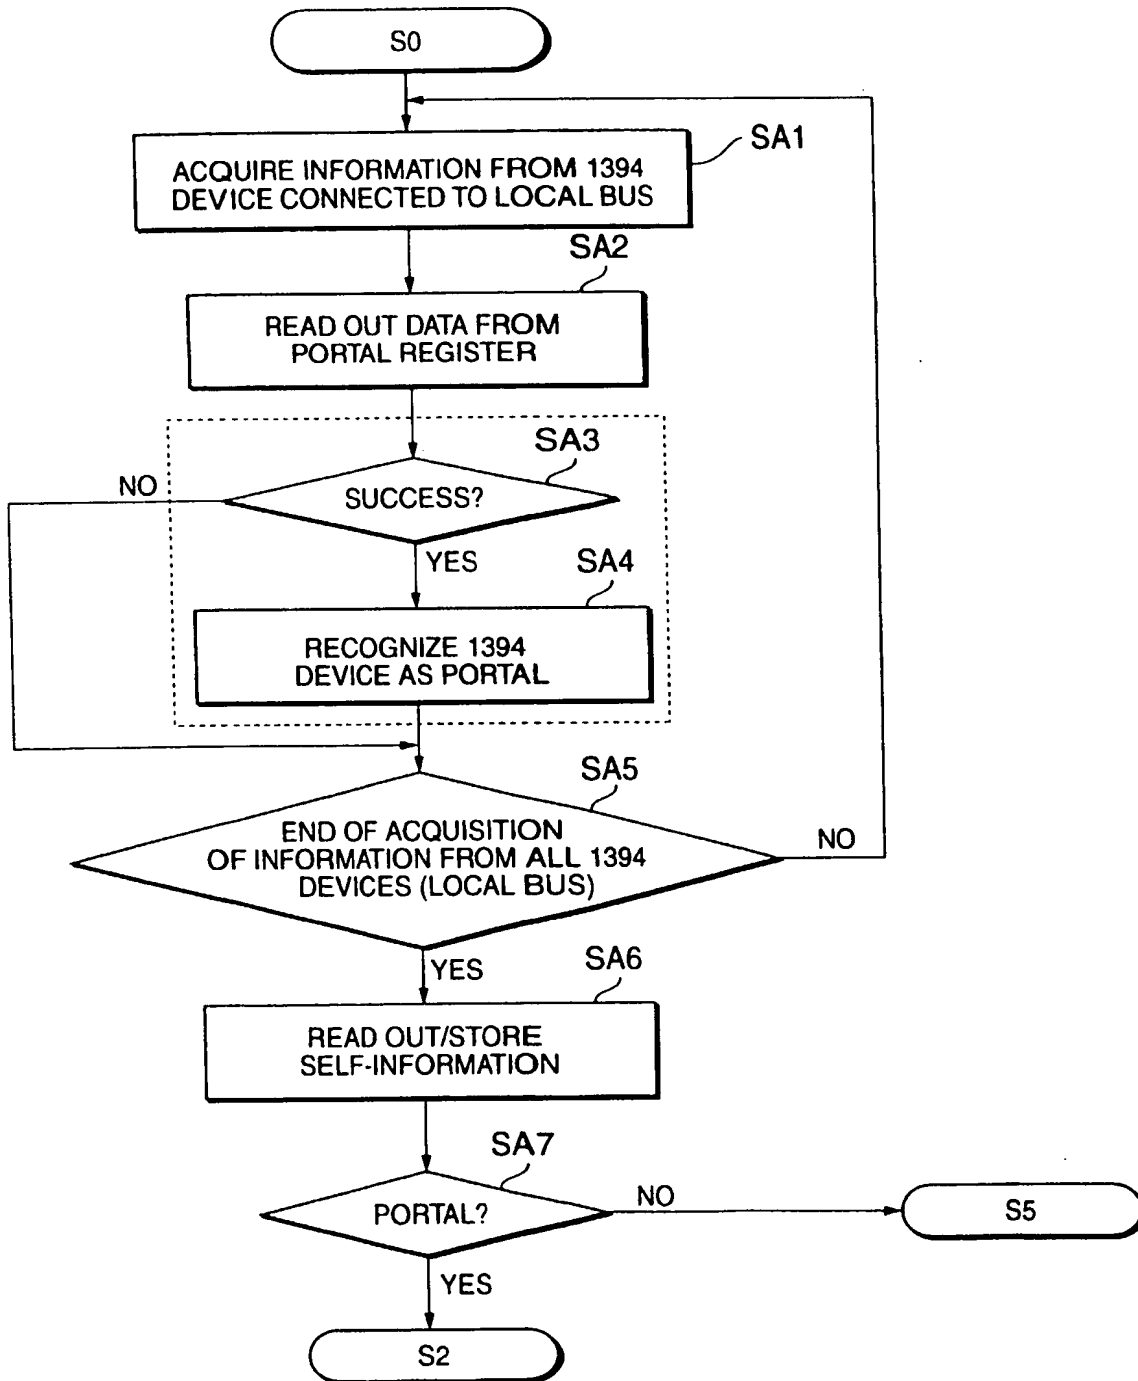 S0
SA1
ACQUIRE INFORMATION FROM 1394
DEVICE CONNECTED TO LOCAL BUS
SA2
READ OUT DATA FROM
PORTAL REGISTER
SA3
NO
SUCCESS?
YES
SA4
RECOGNIZE 1394
DEVICE AS PORTAL
SA5
END OF ACQUISITION
OF INFORMATION FROM ALL 1394
DEVICES (LOCAL BUS)
NO
YES
SA6
READ OUT/STORE
SELF-INFORMATION
SA7
PORTAL?
NO
S5
YES
S2